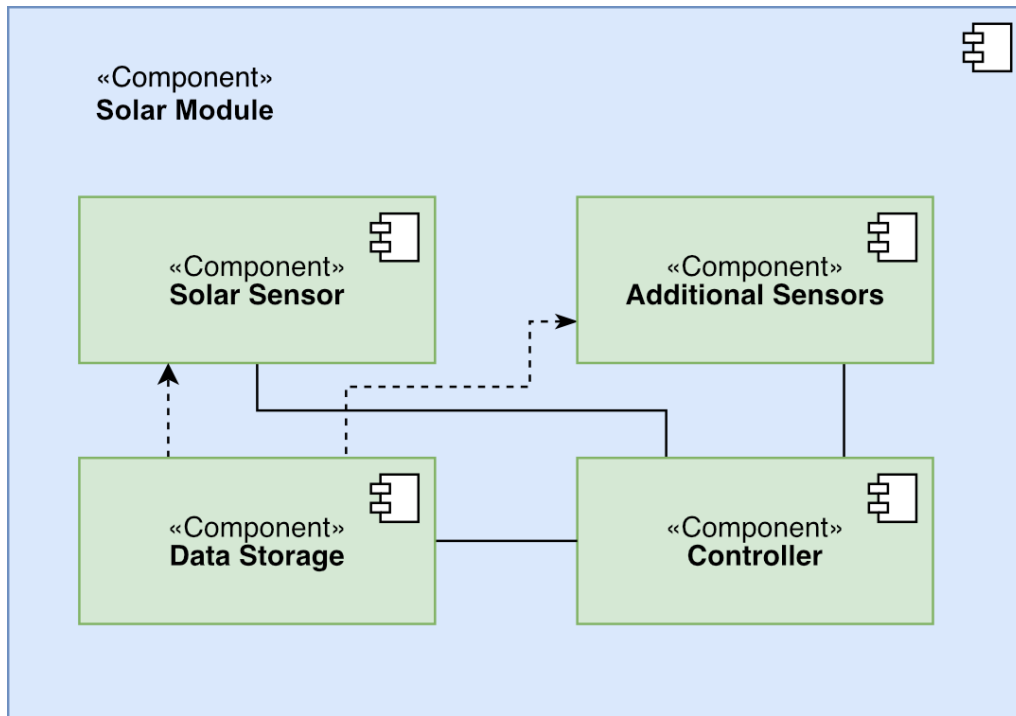 «Component»
Solar Module
«Component»
Solar Sensor
«Component»
Additional Sensors
«Component»
Data Storage
«Component»
Controller